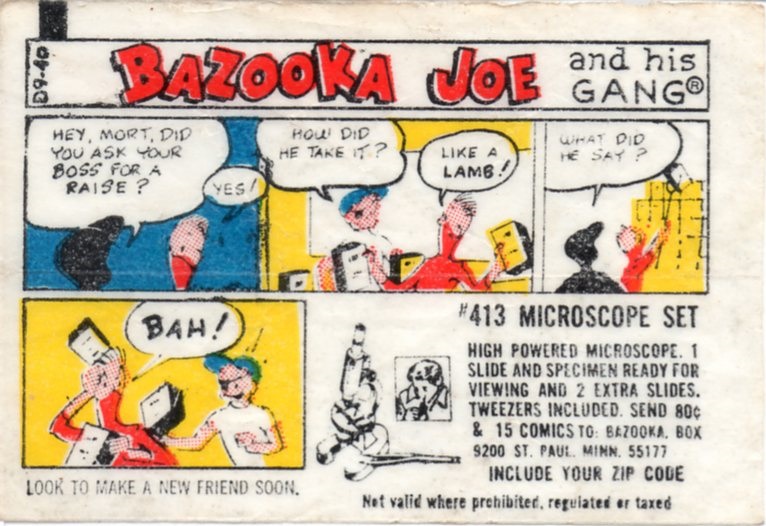 D9-40
BAZOOKA JOE
and his
GANG®
HEY, MORT, DID
YOU ASK YOUR
BOSS FOR A
RAISE?
YES!
HOW DID
HE TAKE IT?
LIKE A
LAMB!
WHAT DID
HE SAY?
BAH!
LOOK TO MAKE A NEW FRIEND SOON.
#413 MICROSCOPE SET
HIGH POWERED MICROSCOPE. 1
SLIDE AND SPECIMEN READY FOR
VIEWING AND 2 EXTRA SLIDES.
TWEEZERS INCLUDED. SEND 80¢
& 15 COMICS TO: BAZOOKA, BOX
9200 ST. PAUL, MINN. 55177
INCLUDE YOUR ZIP CODE
Not valid where prohibited, regulated or taxed